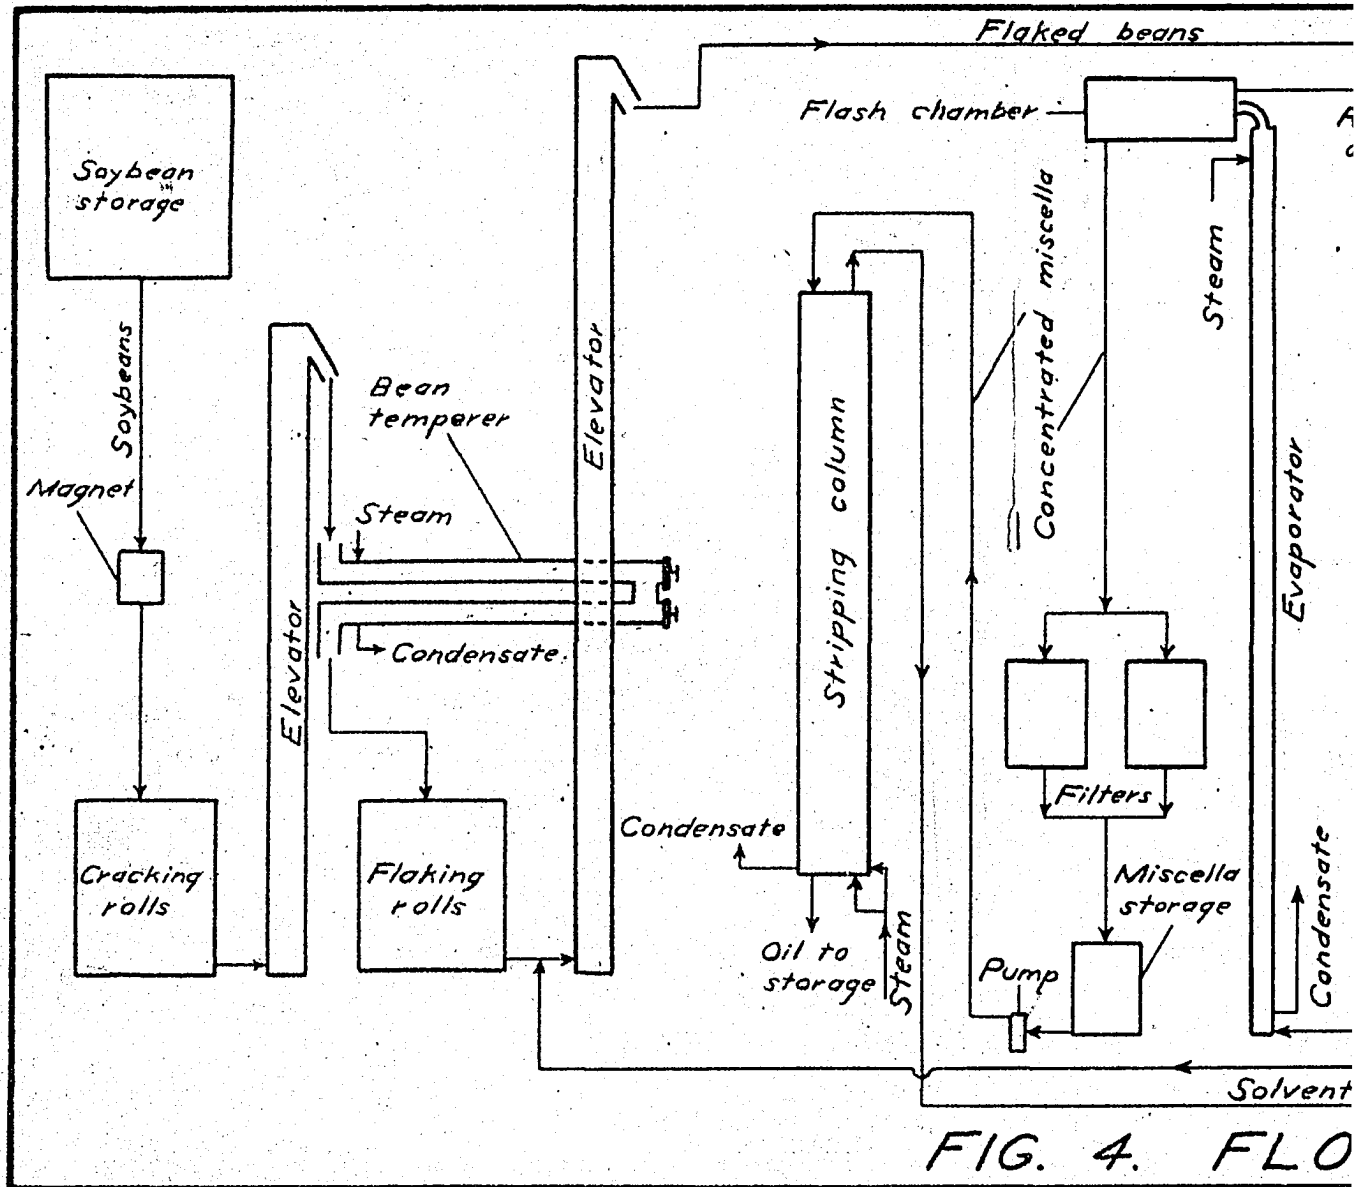 Flaked beans
Flash chamber
Soybean
storage
Steam
Concentrated miscella
Soybeans
Elevator
Bean
temperer
Stripping column
Evaporator
Magnet
Steam
Elevator
Condensate
Filters
Condensate
Cracking
rolls
Flaking
rolls
Miscella
storage
Condensate
Oil to
storage
Steam
Pump
Solvent
FIG. 4. FLO